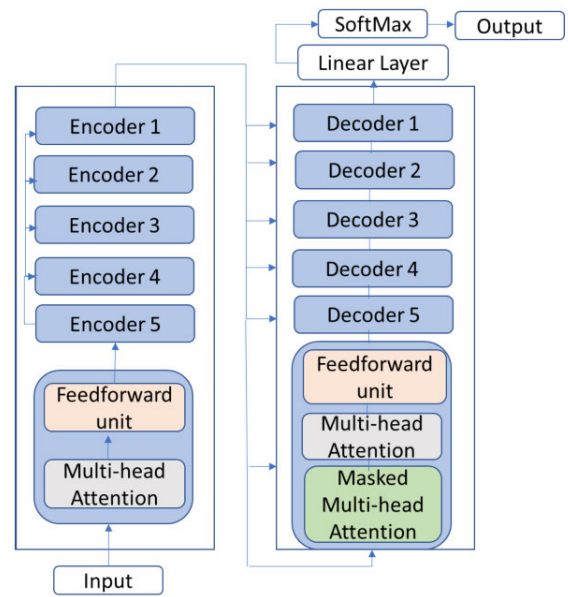 SoftMax
Output
Linear Layer
Encoder 1
Encoder 2
Encoder 3
Encoder 4
Encoder 5
Feedforward
unit
Multi-head
Attention
Input
Decoder 1
Decoder 2
Decoder 3
Decoder 4
Decoder 5
Feedforward
unit
Multi-head
Attention
Masked
Multi-head
Attention